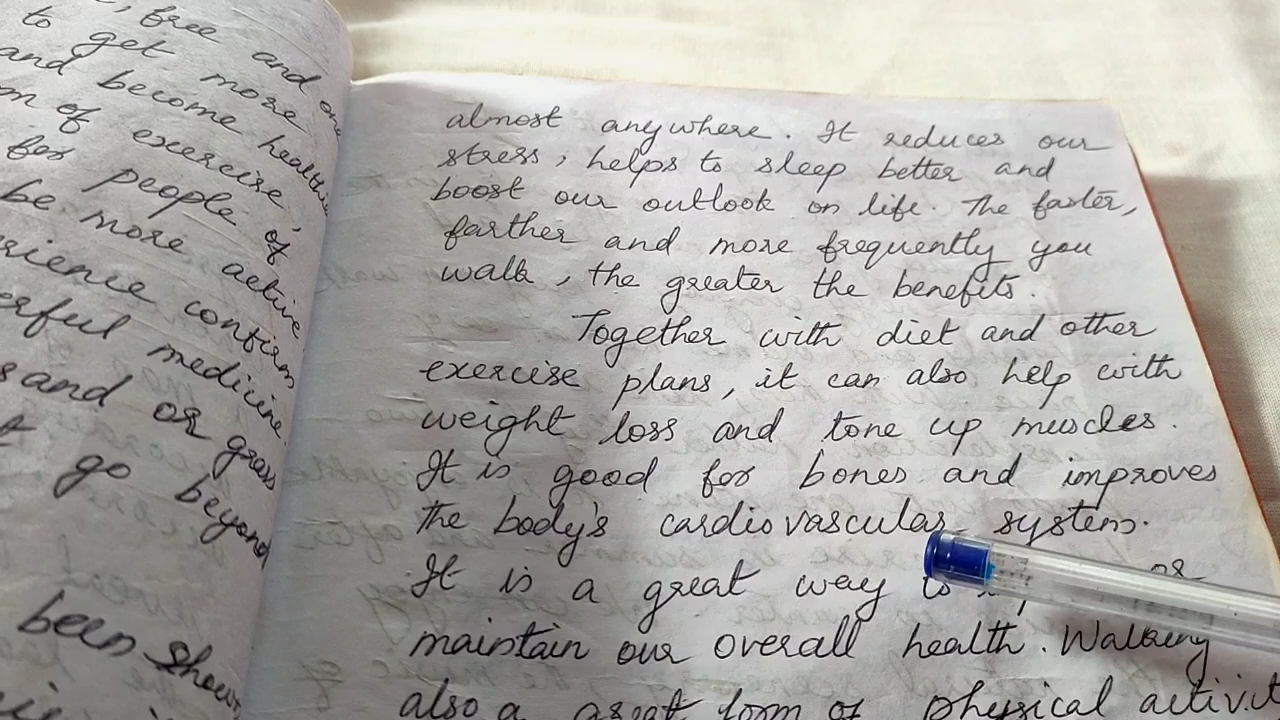 , free and
to get more
and become healthie
m of exercise,
for people of
be more active
rience confirm
erful medicine.
s and or grass
t go beyond
been shown
almost anywhere. It reduces our
stress, helps to sleep better and
boost our outlook on life. The faster,
farther and more frequently you
walk, the greater the benefits.
Together with diet and other
exercise plans, it can also help with
weight loss and tone up muscles.
It is good for bones and improves
the body's cardiovascular system.
It is a great way to or
maintain our overall health. Walking
also a great form of physical activit